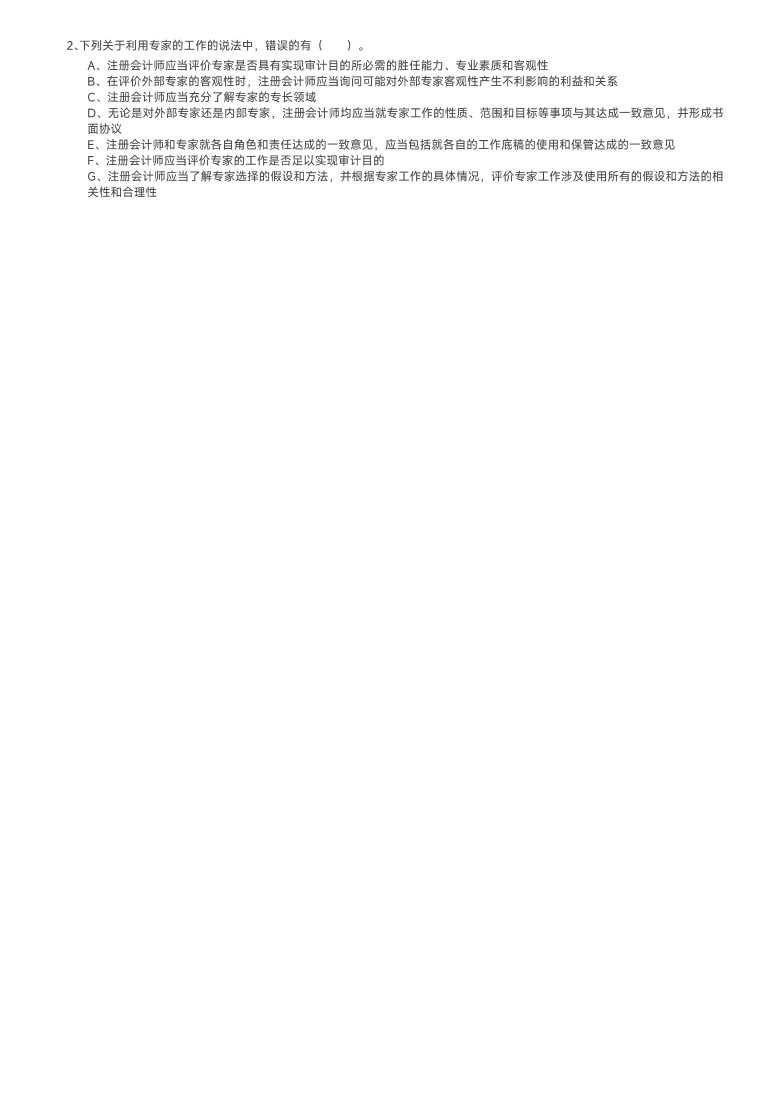 2、下列关于利用专家的工作的说法中，错误的有（　　）。
A、注册会计师应当评价专家是否具有实现审计目的所必需的胜任能力、专业素质和客观性
B、在评价外部专家的客观性时，注册会计师应当询问可能对外部专家客观性产生不利影响的利益和关系
C、注册会计师应当充分了解专家的专长领域
D、无论是对外部专家还是内部专家，注册会计师均应当就专家工作的性质、范围和目标等事项与其达成一致意见，并形成书
面协议
E、注册会计师和专家就各自角色和责任达成的一致意见，应当包括就各自的工作底稿的使用和保管达成的一致意见
F、注册会计师应当评价专家的工作是否足以实现审计目的
G、注册会计师应当了解专家选择的假设和方法，并根据专家工作的具体情况，评价专家工作涉及使用所有的假设和方法的相
关性和合理性